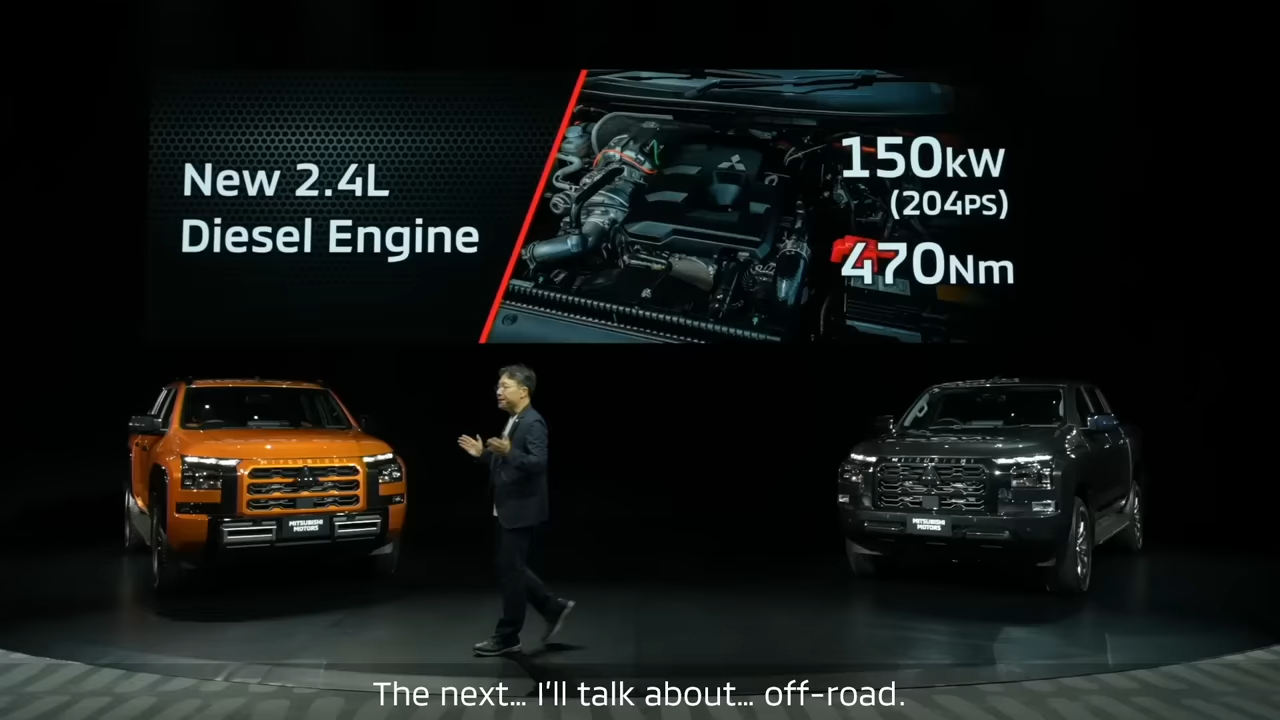 New 2.4L
Diesel Engine
150kW
(204PS)
470Nm
MITSUBISHI
MOTORS
MITSUBISHI
MITSUBISHI
MOTORS
The next... I'll talk about... off-road.